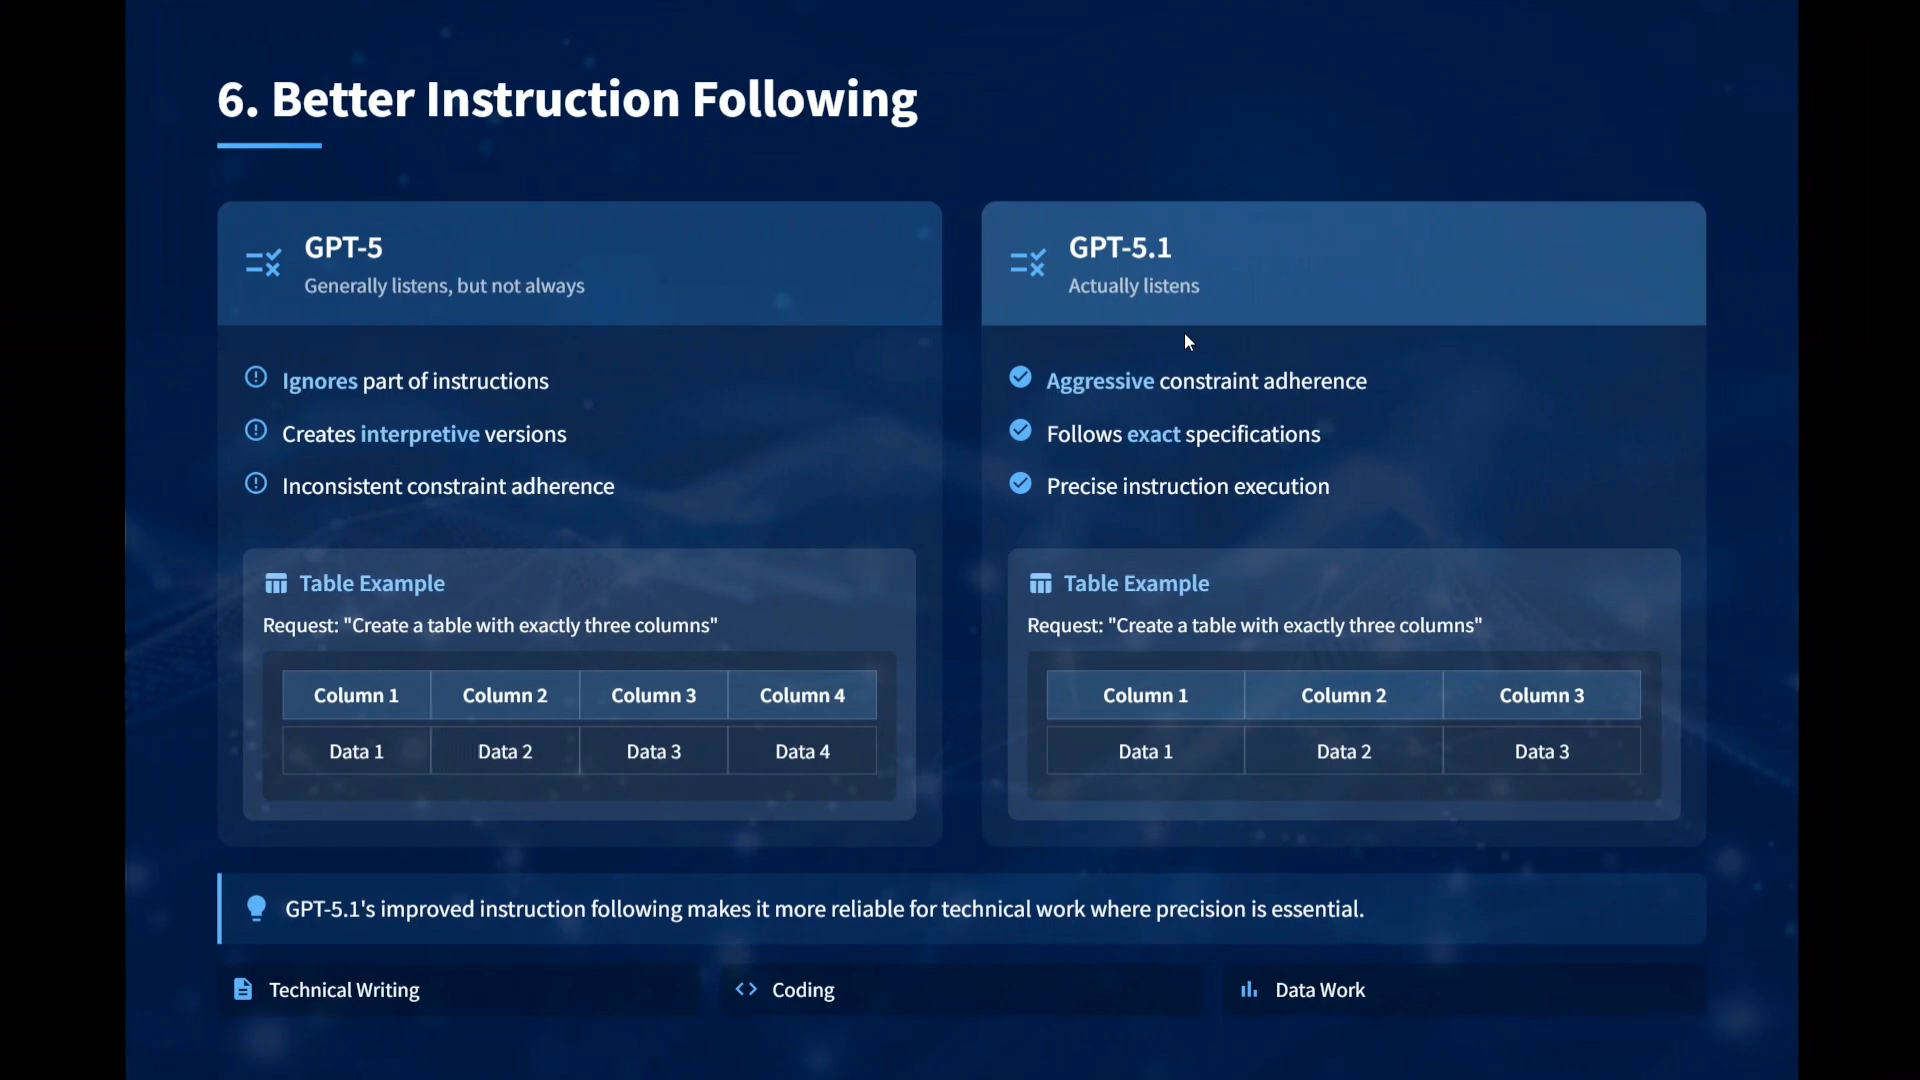 6. Better Instruction Following
GPT-5
Generally listens, but not always
Ignores part of instructions
Creates interpretive versions
Inconsistent constraint adherence
Table Example
Request: "Create a table with exactly three columns"
Column 1 Column 2 Column 3 Column 4
Data 1 Data 2 Data 3 Data 4
GPT-5.1
Actually listens
Aggressive constraint adherence
Follows exact specifications
Precise instruction execution
Table Example
Request: "Create a table with exactly three columns"
Column 1 Column 2 Column 3
Data 1 Data 2 Data 3
GPT-5.1's improved instruction following makes it more reliable for technical work where precision is essential.
Technical Writing
Coding
Data Work